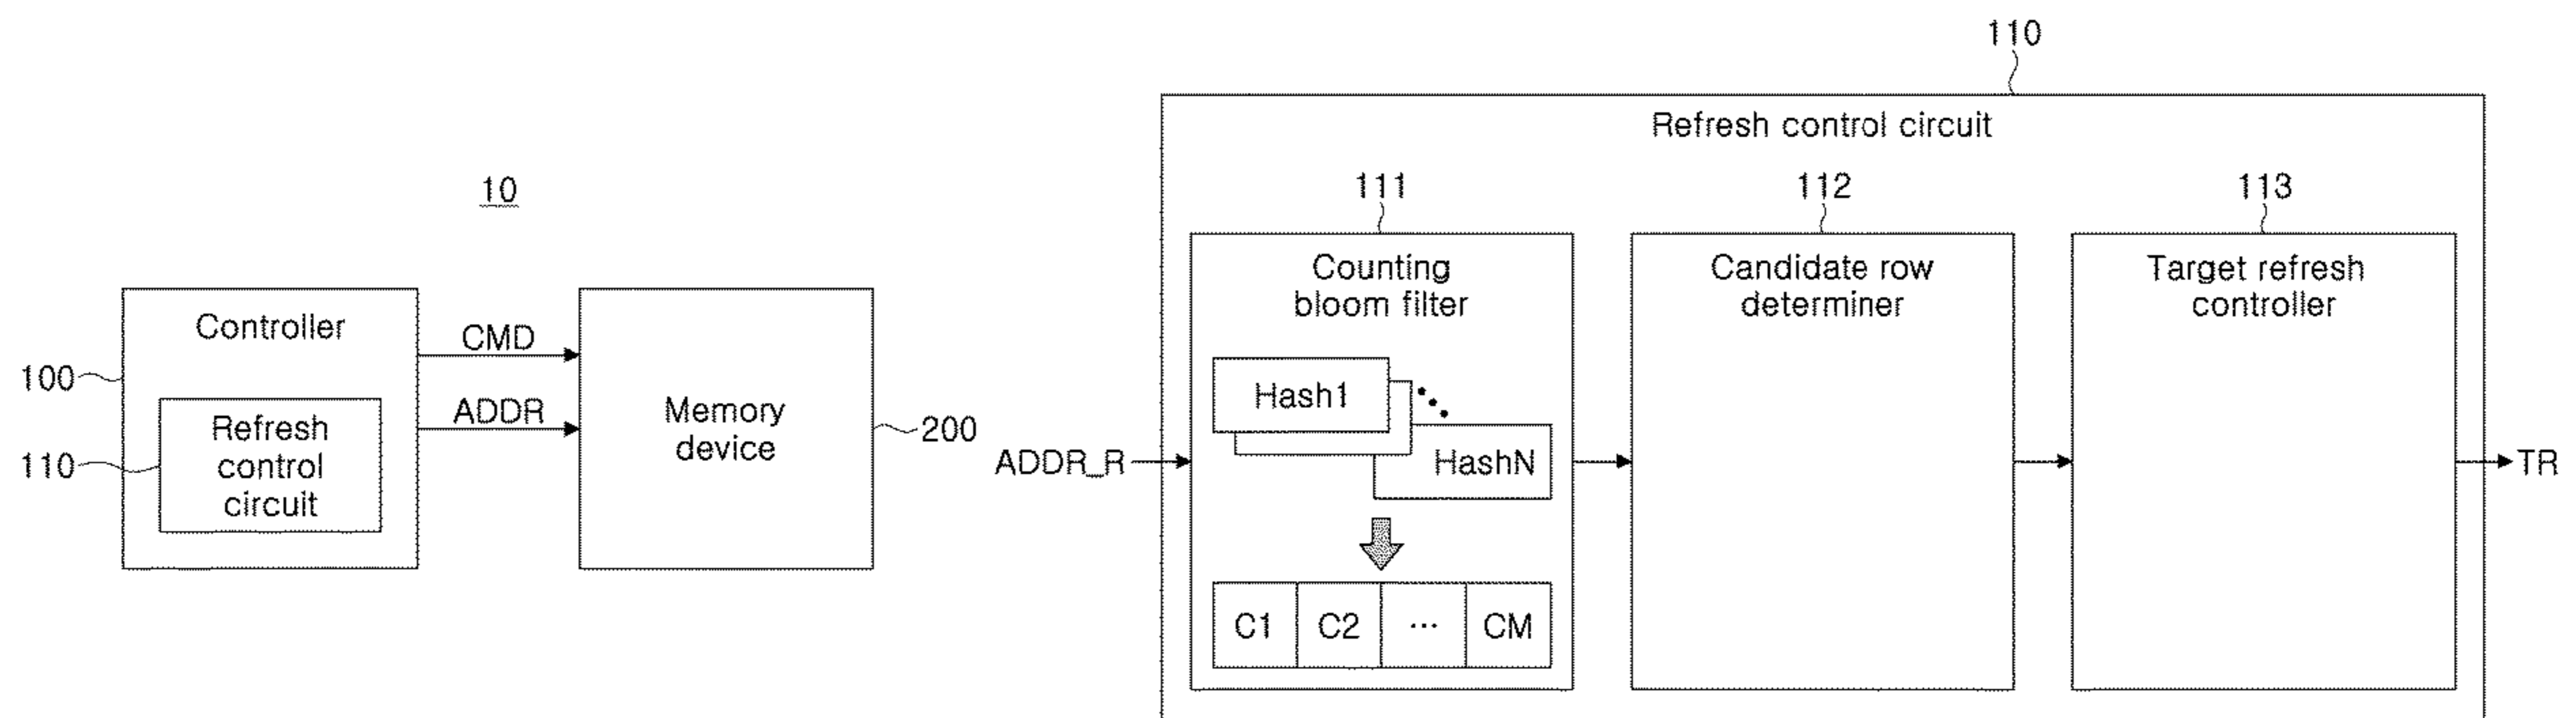 10
Controller
100
110
Refresh
control
circuit
CMD
ADDR
Memory
device
200
110
Refresh control circuit
111
Counting
bloom filter
Hash1
HashN
C1 C2 ... CM
ADDR_R
112
Candidate row
determiner
113
Target refresh
controller
TR